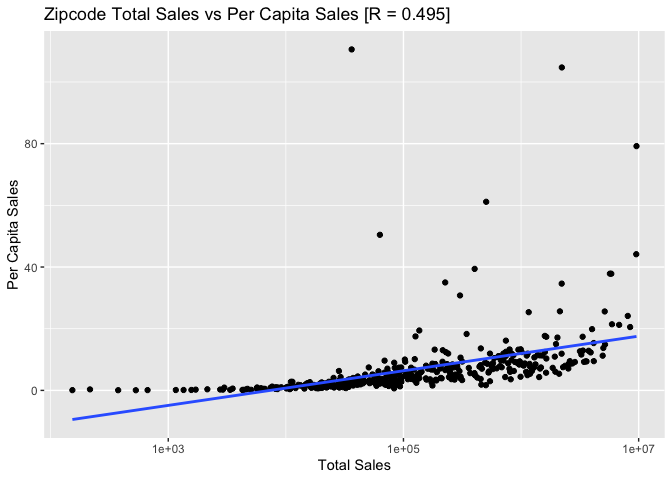 Zipcode Total Sales vs Per Capita Sales [R = 0.495]
80
40
0
Per Capita Sales
1e+03
1e+05
1e+07
Total Sales